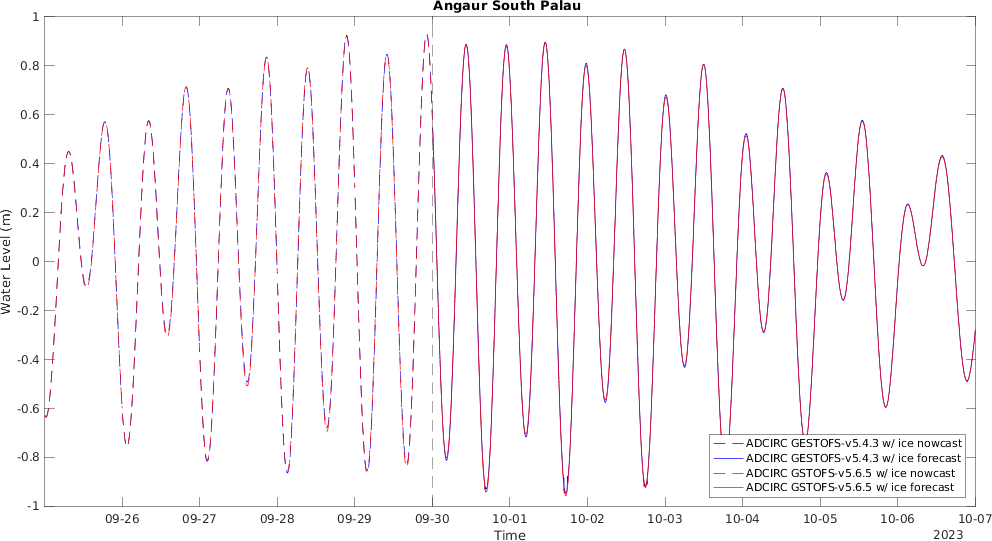 Angaur South Palau
1
0.8
0.6
0.4
0.2
0
-0.2
-0.4
-0.6
-0.8
-1
Water Level (m)
ADCIRC GESTOFS-v5.4.3 w/ ice nowcast
ADCIRC GESTOFS-v5.4.3 w/ ice forecast
ADCIRC GSTOFS-v5.6.5 w/ ice nowcast
ADCIRC GSTOFS-v5.6.5 w/ ice forecast
09-26 09-27 09-28 09-29 09-30 10-01 10-02 10-03 10-04 10-05 10-06 10-07
Time
2023